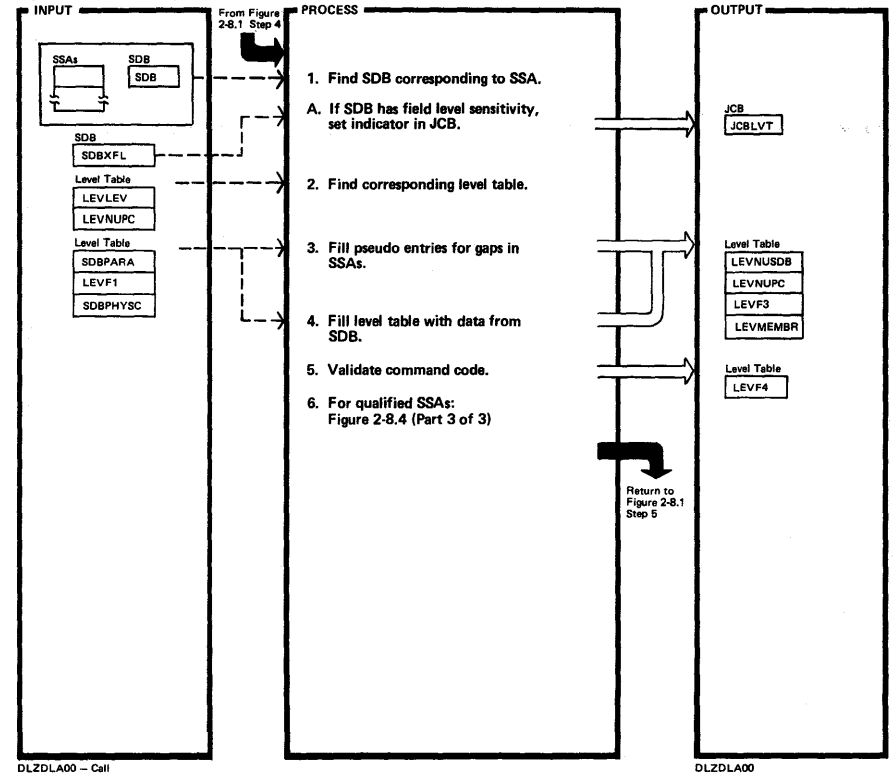 INPUT
SSAs
SDB
SDB
SDB
SDBXFL
Level Table
LEVLEV
LEVNUPC
Level Table
SDBPARA
LEVF1
SDBPHYSC
DLZDLA00 – Call
From Figure
2-8.1 Step 4
PROCESS
1. Find SDB corresponding to SSA.
A. If SDB has field level sensitivity,
set indicator in JCB.
2. Find corresponding level table.
3. Fill pseudo entries for gaps in
SSAs.
4. Fill level table with data from
SDB.
5. Validate command code.
6. For qualified SSAs:
Figure 2-8.4 (Part 3 of 3)
Return to
Figure 2-8.1
Step 5
OUTPUT
JCB
JCBLVT
Level Table
LEVNUSDB
LEVNUPC
LEVF3
LEVMEMBR
Level Table
LEVF4
DLZDLA00